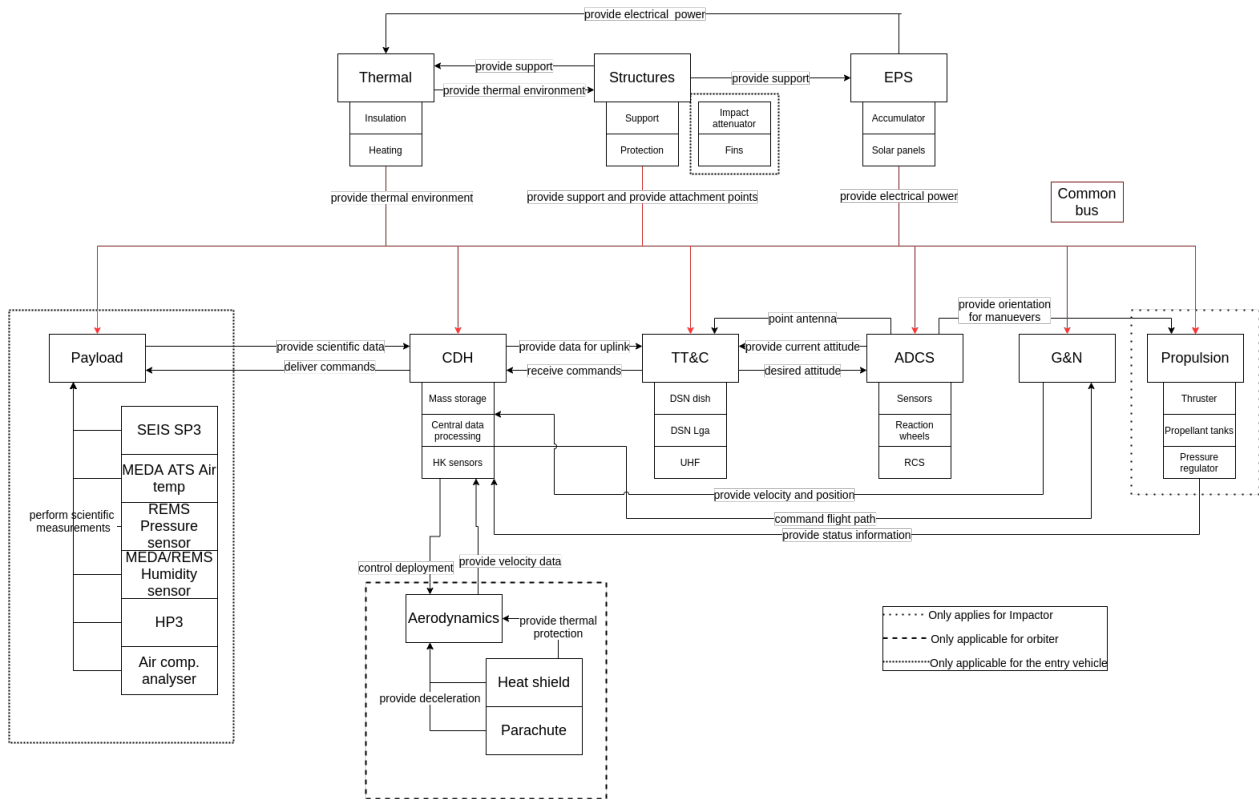 provide electrical power
Thermal
provide support
provide thermal environment
Structures
provide support
EPS
Insulation
Heating
Support
Protection
Impact
attenuator
Fins
Accumulator
Solar panels
provide thermal environment
provide support and provide attachment points
provide electrical power
Common
bus
provide orientation
for manuevers
point antenna
Payload
provide scientific data
deliver commands
CDH
provide data for uplink
receive commands
TT&C
provide current attitude
desired attitude
ADCS
G&N
Propulsion
Mass storage
Central data
processing
HK sensors
DSN dish
DSN Lga
UHF
Sensors
Reaction
wheels
RCS
Thruster
Propellant tanks
Pressure
regulator
SEIS SP3
MEDA ATS Air
temp
REMS
Pressure
sensor
MEDA/REMS
Humidity
sensor
HP3
Air comp.
analyser
perform scientific
measurements
provide velocity and position
command flight path
provide status information
control deployment
provide velocity data
Aerodynamics
provide thermal
protection
Heat shield
provide deceleration
Parachute
Only applies for Impactor
Only applicable for orbiter
Only applicable for the entry vehicle